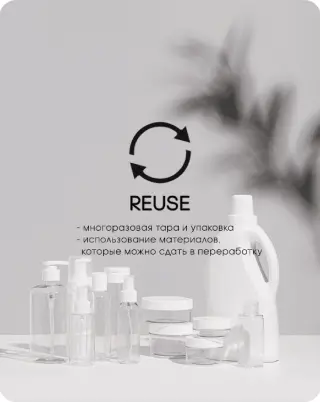 REUSE
- многоразовая тара и упаковка
- использование материалов,
которые можно сдать в переработку